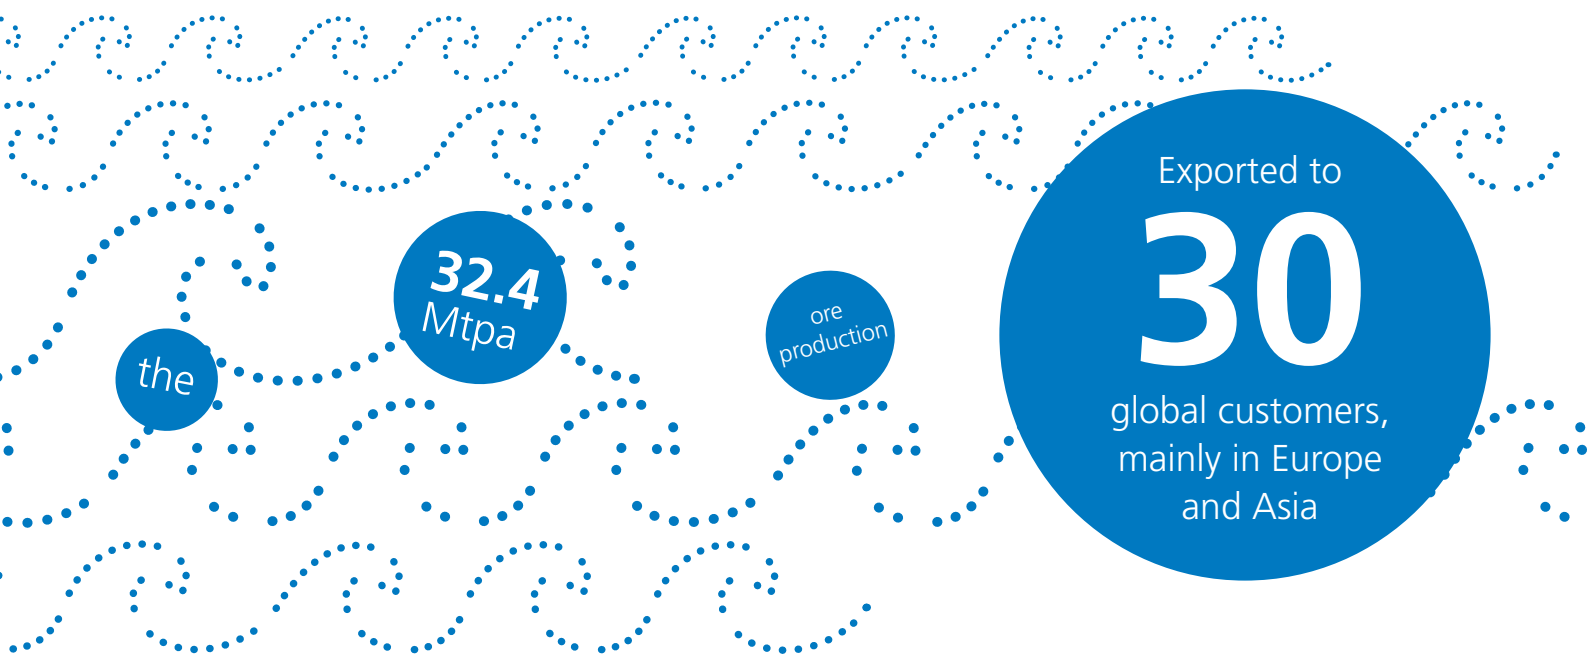 the
32.4
Mtpa
ore
production
Exported to
30
global customers,
mainly in Europe
and Asia